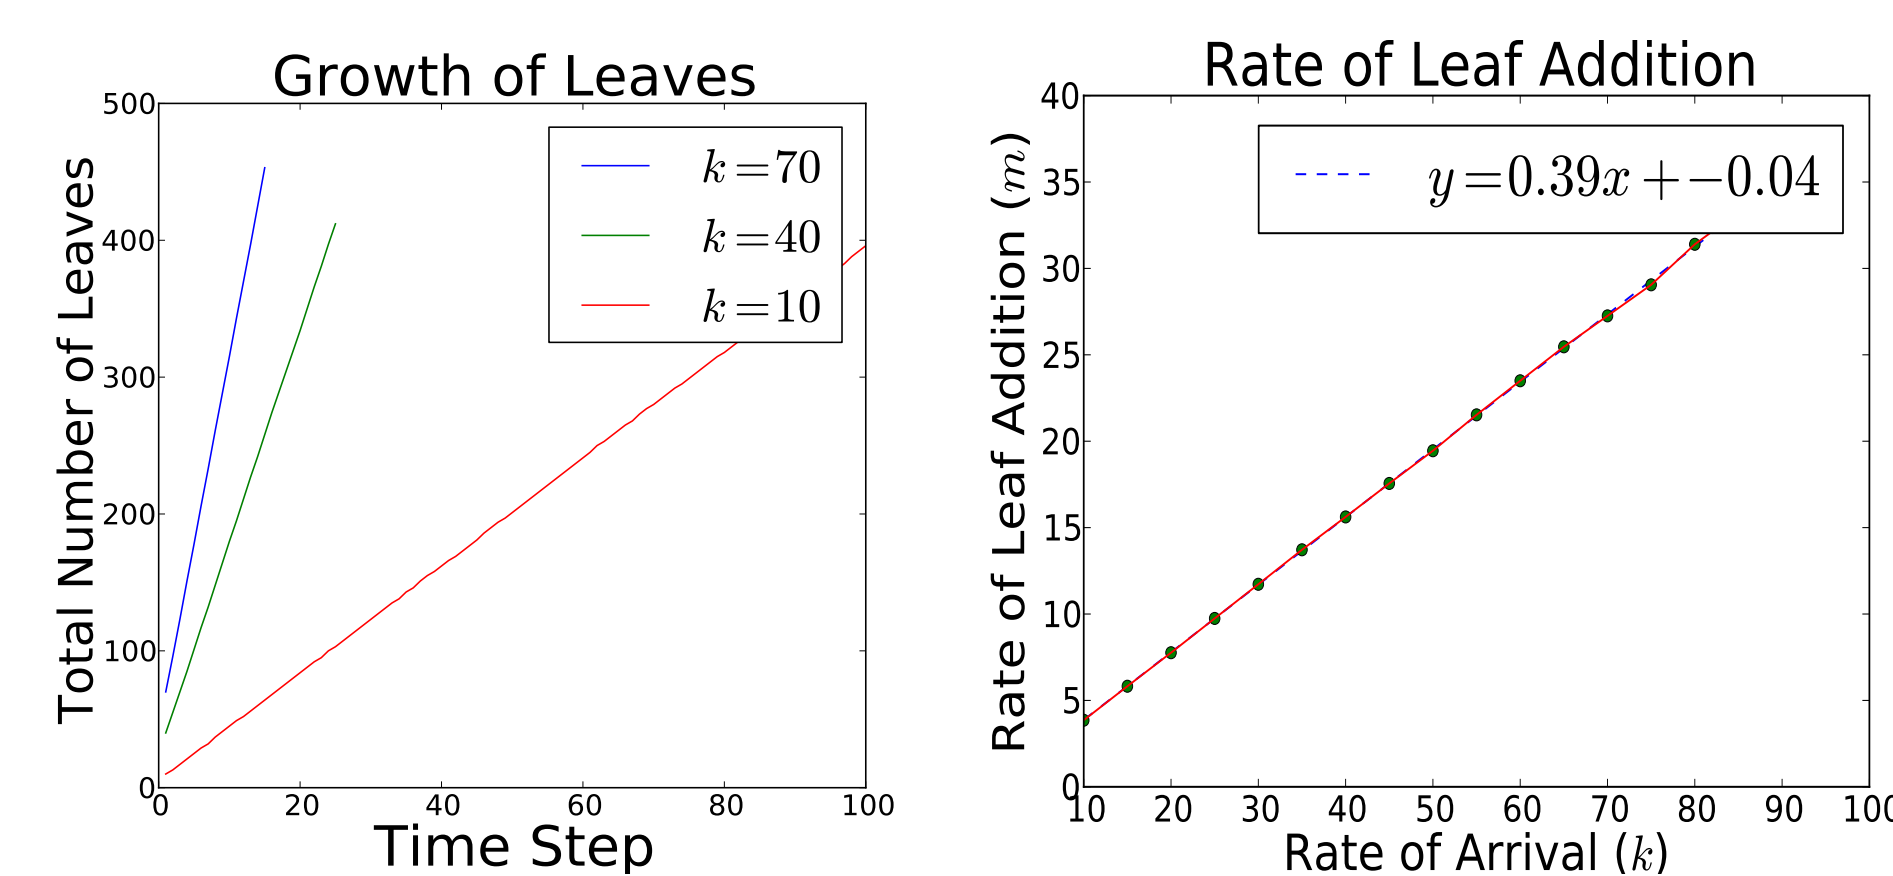 Growth of Leaves
Total Number of Leaves
500
400
300
200
100
0
0 20 40 60 80 100
Time Step
k=70
k=40
k=10
Rate of Leaf Addition
Rate of Leaf Addition (m)
40
35
30
25
20
15
10
5
0
10 20 30 40 50 60 70 80 90 100
Rate of Arrival (k)
y=0.39x+−0.04